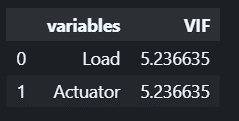 variables VIF
0 Load 5.236635
1 Actuator 5.236635